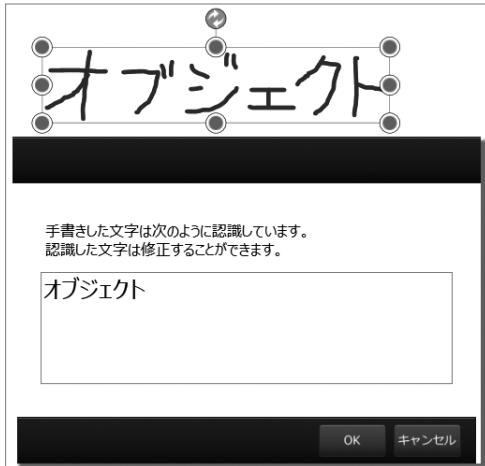 オブジェクト
手書きした文字は次のように認識しています。
認識した文字は修正することができます。
オブジェクト
OK キャンセル